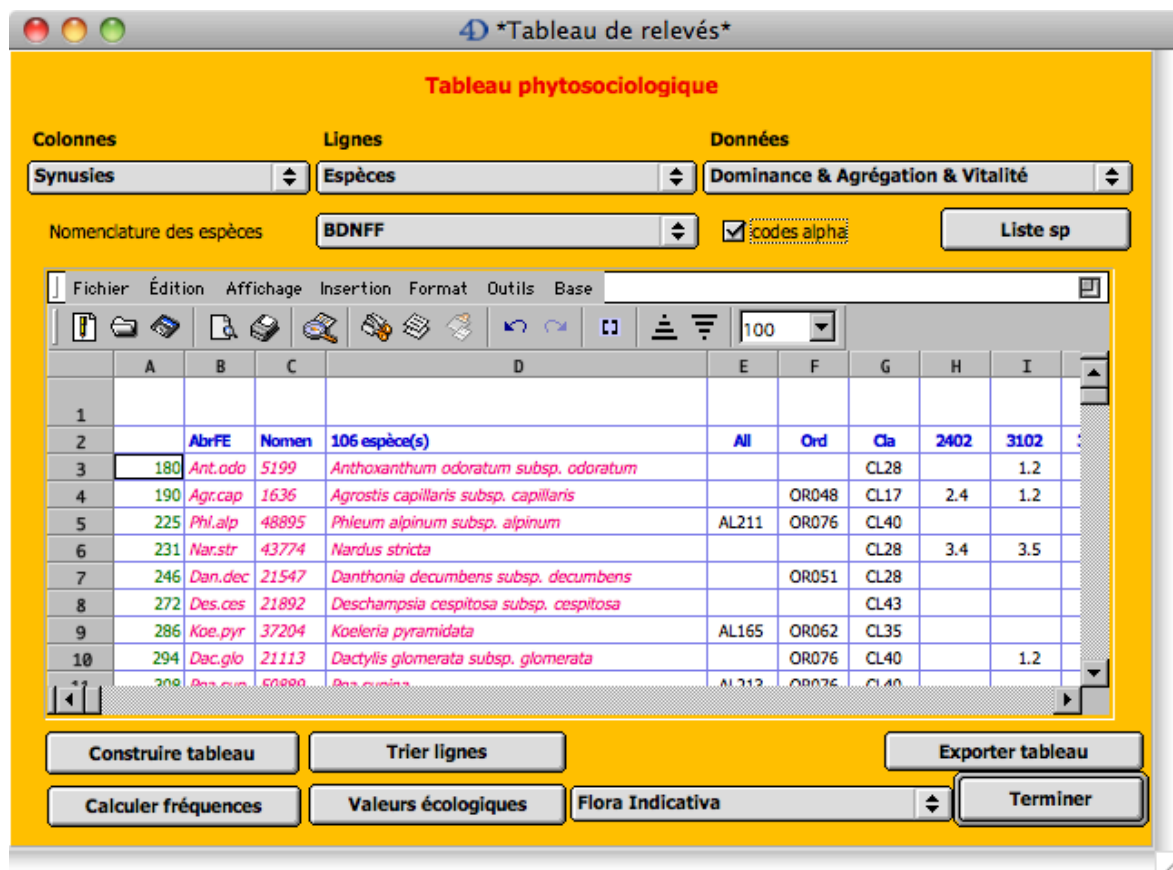 *Tableau de relevés*
Tableau phytosociologique
Colonnes Lignes Données
Synusies Espèces Dominance & Agrégation & Vitalité
Nomenclature des espèces BDNFF codes alpha Liste sp
Fichier Édition Affichage Insertion Format Outils Base
100
A B C D E F G H I
1
2 AbrFE Nomen 106 espèce(s) All Ord Cla 2402 3102
3 180 Ant.odo 5199 Anthoxanthum odoratum subsp. odoratum CL28 1.2
4 190 Agr.cap 1636 Agrostis capillaris subsp. capillaris OR048 CL17 2.4 1.2
5 225 Phl.alp 48895 Phleum alpinum subsp. alpinum AL211 OR076 CL40
6 231 Nar.str 43774 Nardus stricta CL28 3.4 3.5
7 246 Dan.dec 21547 Danthonia decumbens subsp. decumbens OR051 CL28
8 272 Des.ces 21892 Deschampsia cespitosa subsp. cespitosa CL43
9 286 Koe.pyr 37204 Koeleria pyramidata AL165 OR062 CL35
10 294 Dac.glo 21113 Dactylis glomerata subsp. glomerata OR076 CL40 1.2
Construire tableau Trier lignes Exporter tableau
Calculer fréquences Valeurs écologiques Flora Indicativa Terminer